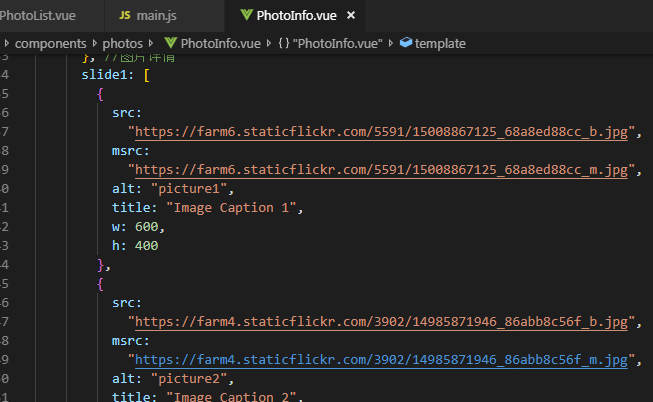 PhotoList.vue
JS main.js
PhotoInfo.vue ×
components > photos > PhotoInfo.vue > {} "PhotoInfo.vue" > template
}, //图片详情
4 slide1: [
5 {
6 src:
7 "https://farm6.staticflickr.com/5591/15008867125_68a8ed88cc_b.jpg",
8 msrc:
9 "https://farm6.staticflickr.com/5591/15008867125_68a8ed88cc_m.jpg",
0 alt: "picture1",
1 title: "Image Caption 1",
2 w: 600,
3 h: 400
4 },
5 {
6 src:
7 "https://farm4.staticflickr.com/3902/14985871946_86abb8c56f_b.jpg",
8 msrc:
9 "https://farm4.staticflickr.com/3902/14985871946_86abb8c56f_m.jpg",
0 alt: "picture2",
title: "Image Caption 2",